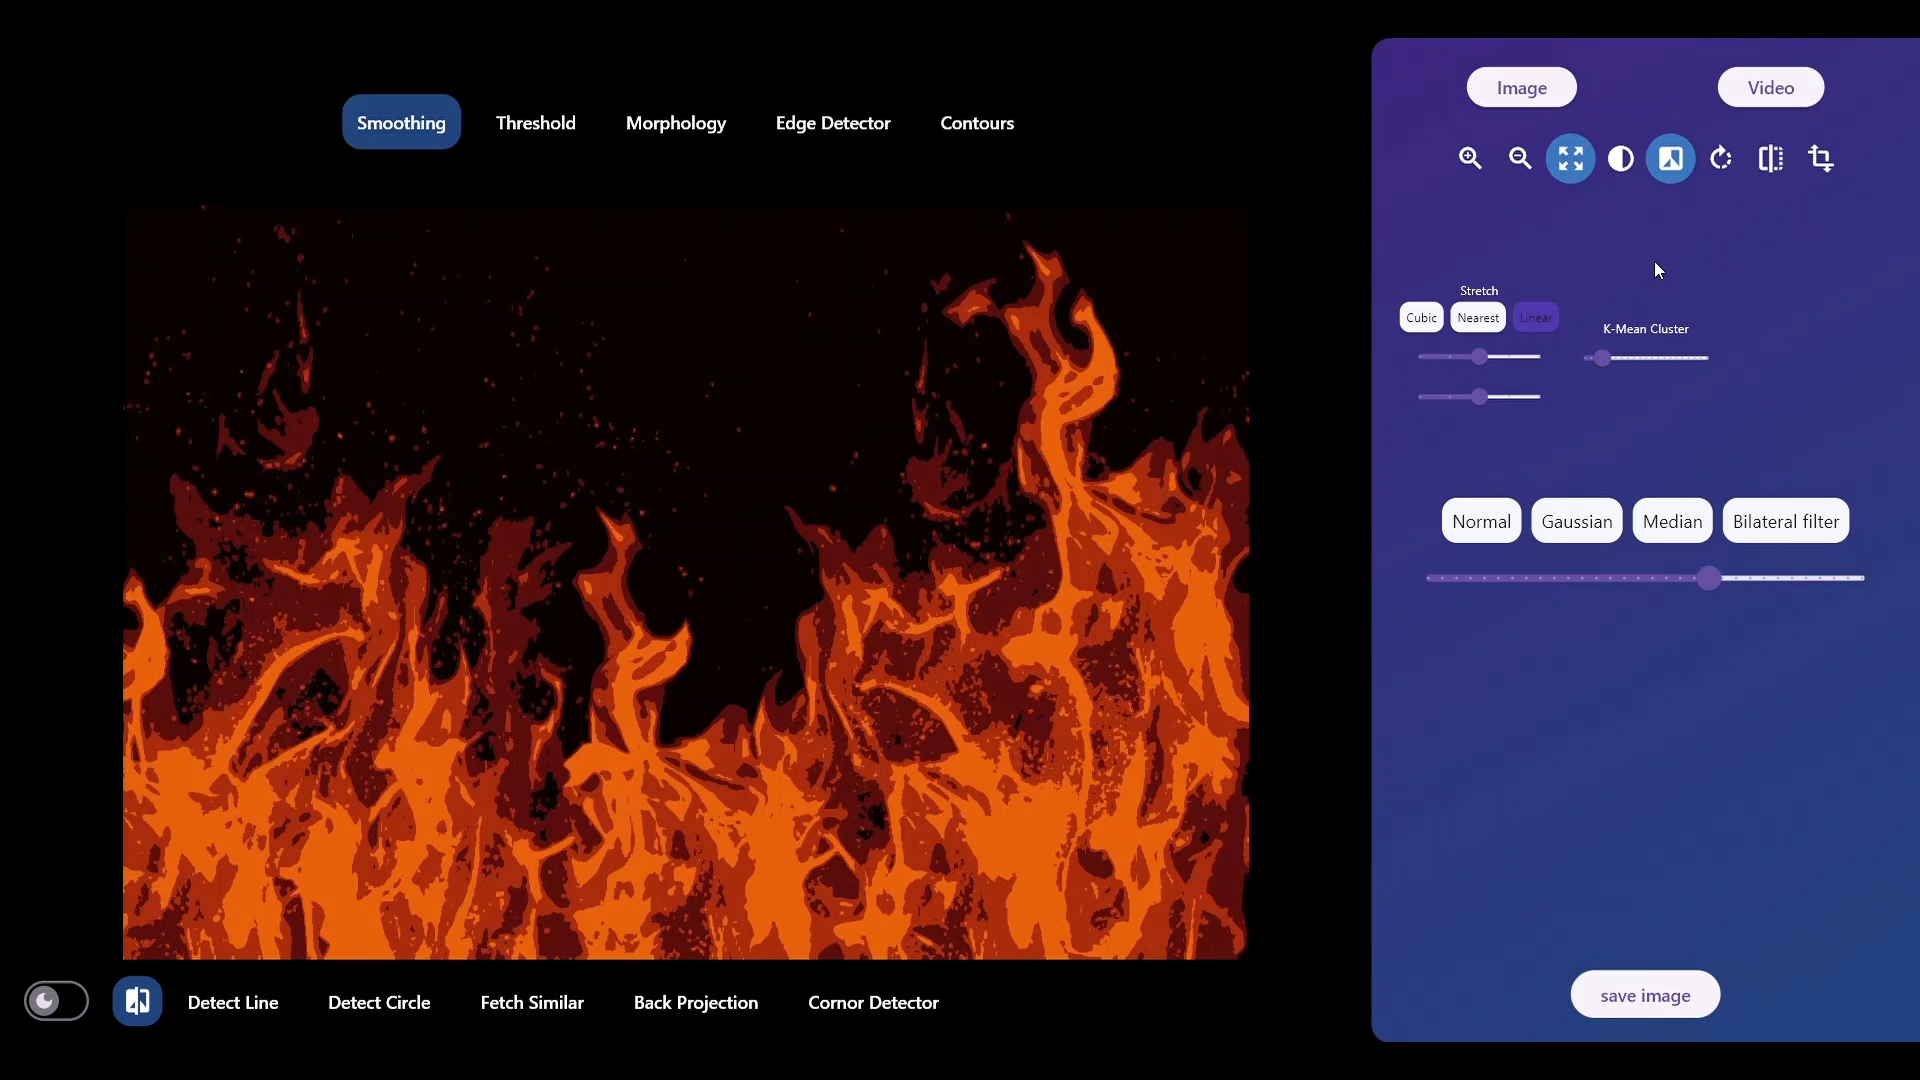 Image Video
Smoothing Threshold Morphology Edge Detector Contours
Stretch
Cubic Nearest Linear
K-Mean Cluster
Normal Gaussian Median Bilateral filter
save image
Detect Line Detect Circle Fetch Similar Back Projection Cornor Detector